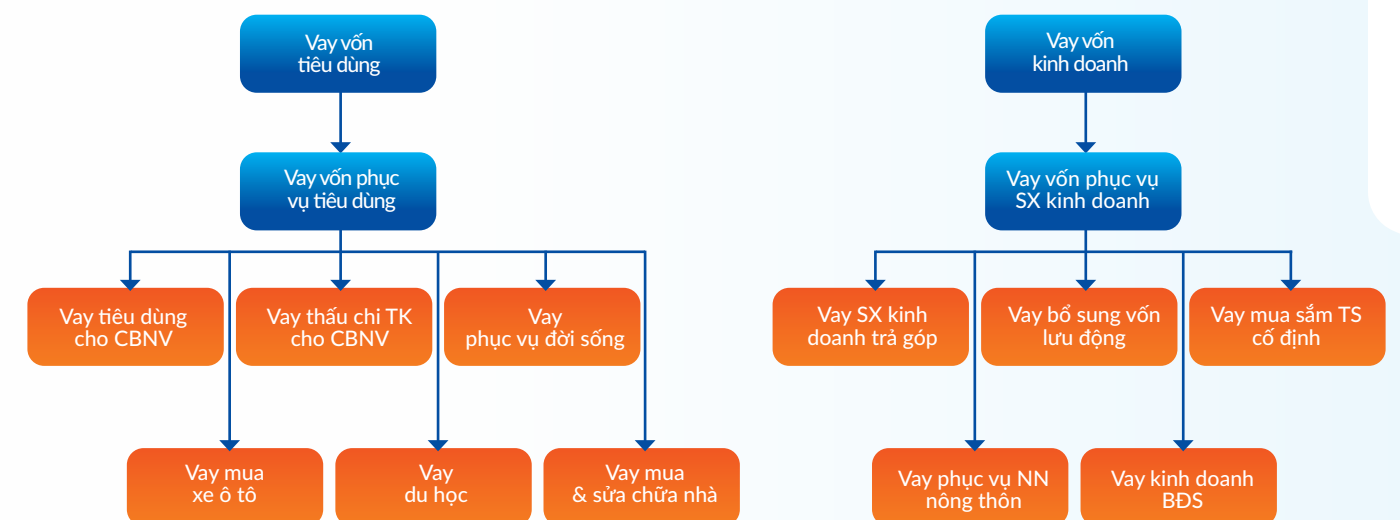 Vay vốn
tiêu dùng
Vay vốn phục
vụ tiêu dùng
Vay tiêu dùng
cho CBNV
Vay thấu chi TK
cho CBNV
Vay
phục vụ đời sống
Vay mua
xe ô tô
Vay
du học
Vay mua
& sửa chữa nhà
Vay vốn
kinh doanh
Vay vốn phục vụ
SX kinh doanh
Vay SX kinh
doanh trả góp
Vay bổ sung vốn
lưu động
Vay mua sắm TS
cố định
Vay phục vụ NN
nông thôn
Vay kinh doanh
BĐS